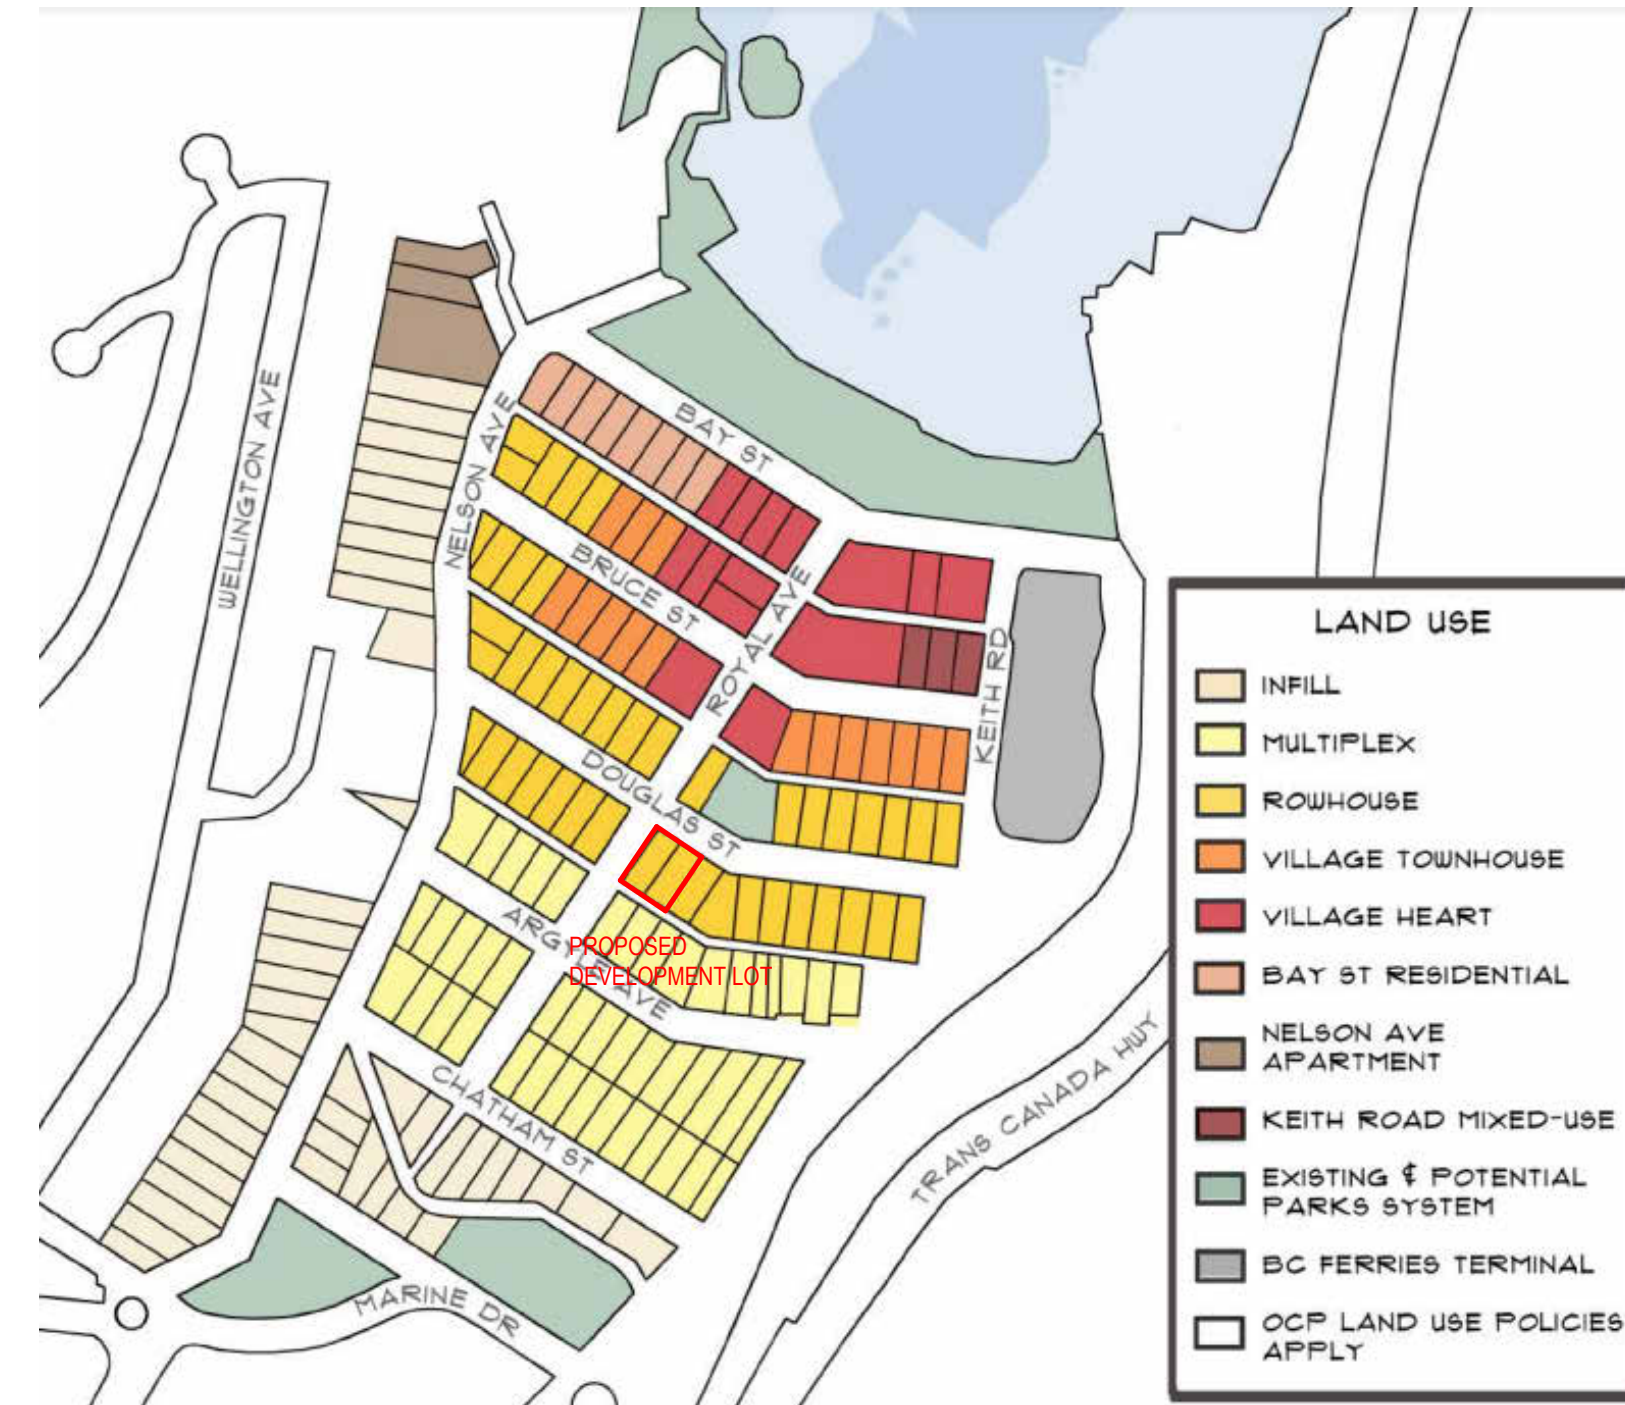 WELLINGTON AVE
NELSON AVE
BAY ST
BRUCE ST
ROYAL AVE
KEITH RD
DOUGLAS ST
ARGYLE AVE
PROPOSED
DEVELOPMENT LOT
CHATHAM ST
MARINE DR
TRANS CANADA HWY
LAND USE
INFILL
MULTIPLEX
ROWHOUSE
VILLAGE TOWNHOUSE
VILLAGE HEART
BAY ST RESIDENTIAL
NELSON AVE
APARTMENT
KEITH ROAD MIXED-USE
EXISTING & POTENTIAL
PARKS SYSTEM
BC FERRIES TERMINAL
OCP LAND USE POLICIES
APPLY